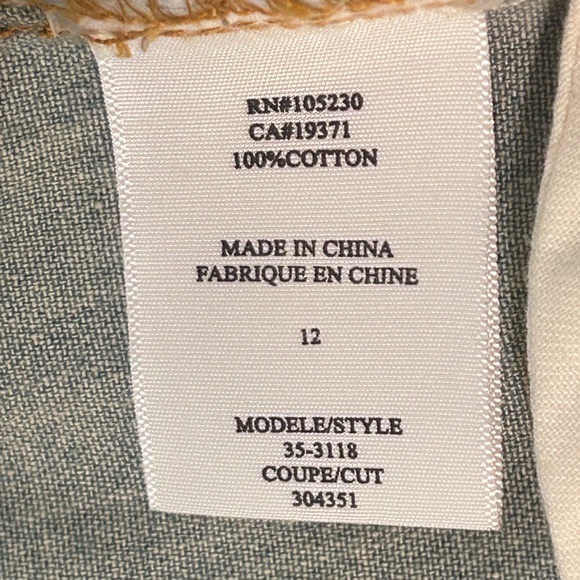 RN#105230
CA#19371
100%COTTON
MADE IN CHINA
FABRIQUE EN CHINE
12
MODELE/STYLE
35-3118
COUPE/CUT
304351